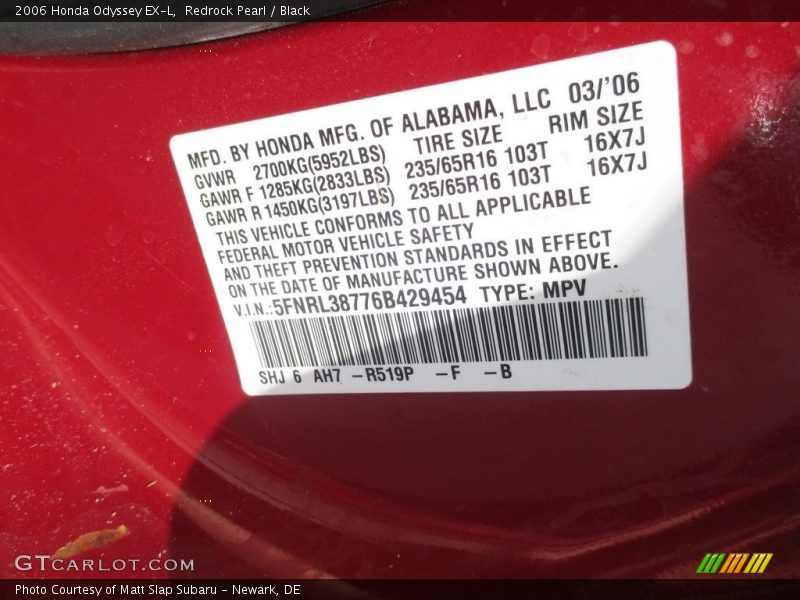 2006 Honda Odyssey EX-L,  Redrock Pearl / Black
MFD. BY HONDA MFG. OF ALABAMA, LLC 03/'06
GVWR 2700KG(5952LBS) TIRE SIZE RIM SIZE
GAWR F 1285KG(2833LBS) 235/65R16 103T 16X7J
GAWR R 1450KG(3197LBS) 235/65R16 103T 16X7J
THIS VEHICLE CONFORMS TO ALL APPLICABLE
FEDERAL MOTOR VEHICLE SAFETY
AND THEFT PREVENTION STANDARDS IN EFFECT
ON THE DATE OF MANUFACTURE SHOWN ABOVE.
V.I.N.:5FNRL38776B429454 TYPE: MPV
SHJ 6 AH7 -R519P -F -B
GTCARLOT.COM
Photo Courtesy of Matt Slap Subaru - Newark, DE